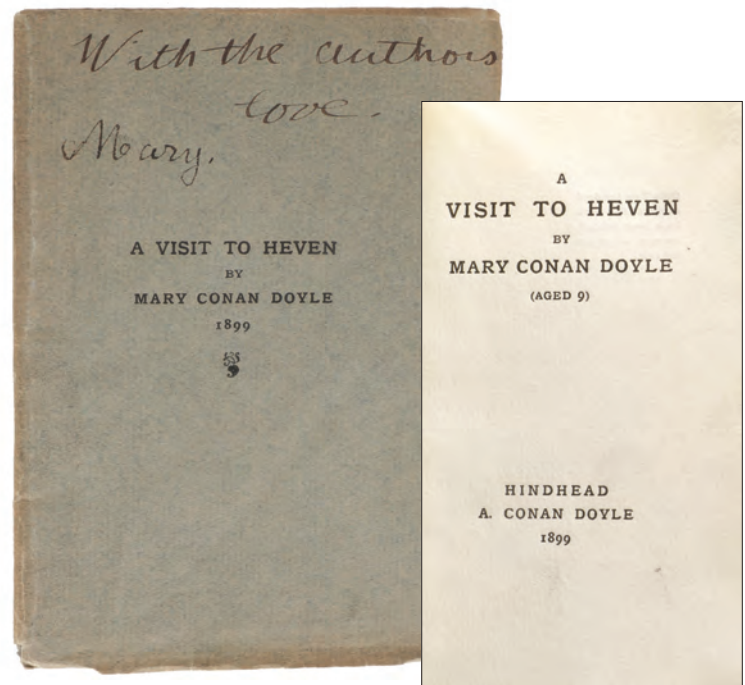 With the authors
love.
Mary.
A VISIT TO HEVEN
BY
MARY CONAN DOYLE
1899
A
VISIT TO HEVEN
BY
MARY CONAN DOYLE
(AGED 9)
HINDHEAD
A. CONAN DOYLE
1899